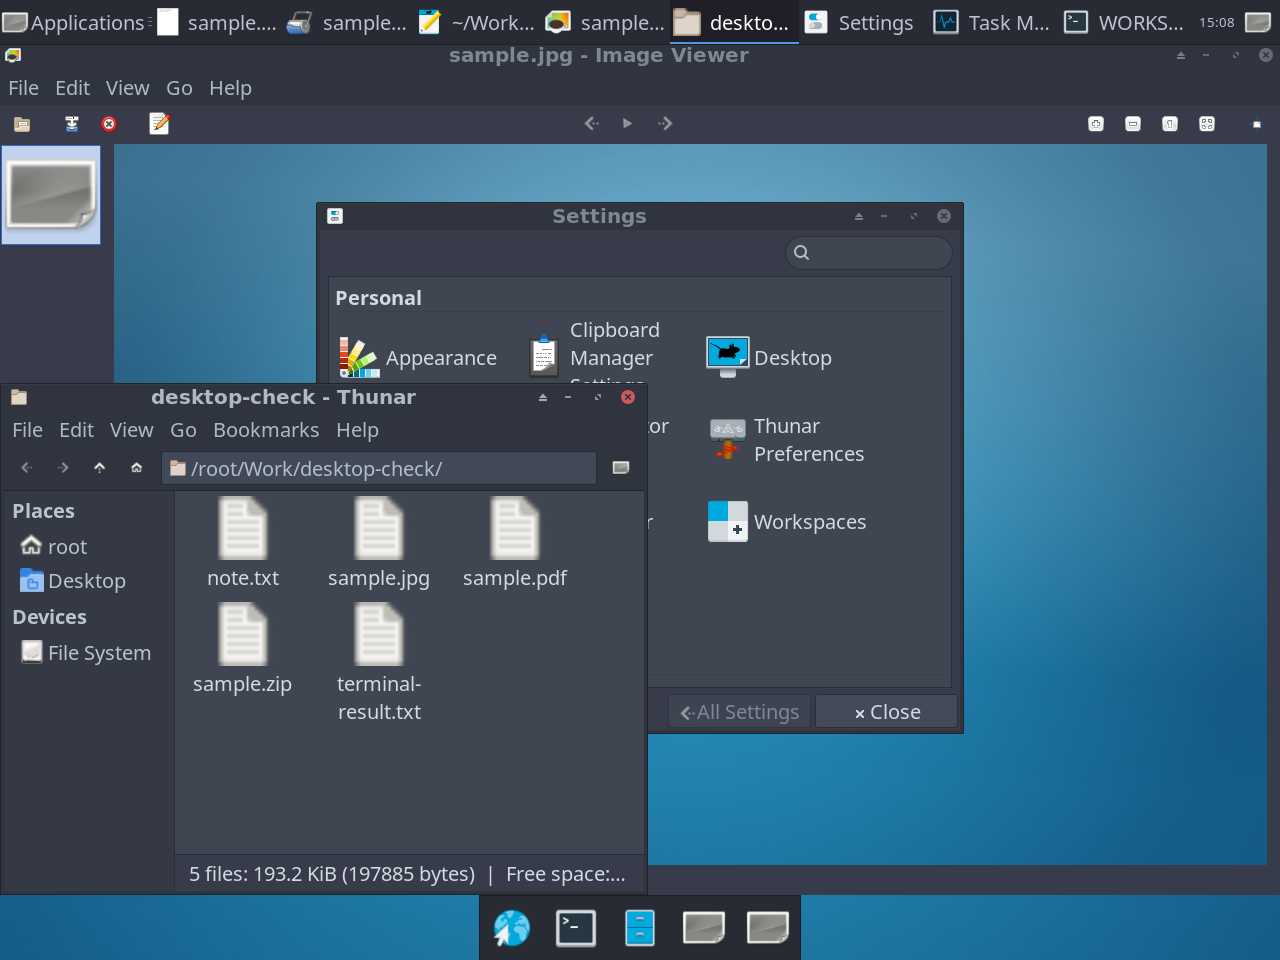 Applications
sample....
sample...
~/Work...
sample...
deskto...
Settings
Task M...
WORKS...
15:08
sample.jpg - Image Viewer
File Edit View Go Help
Settings
Personal
Appearance
Clipboard
Manager
Desktop
Thunar
Preferences
Workspaces
All Settings
Close
desktop-check - Thunar
File Edit View Go Bookmarks Help
/root/Work/desktop-check/
Places
root
Desktop
Devices
File System
note.txt
sample.jpg
sample.pdf
sample.zip
terminal-
result.txt
5 files: 193.2 KiB (197885 bytes) | Free space:...